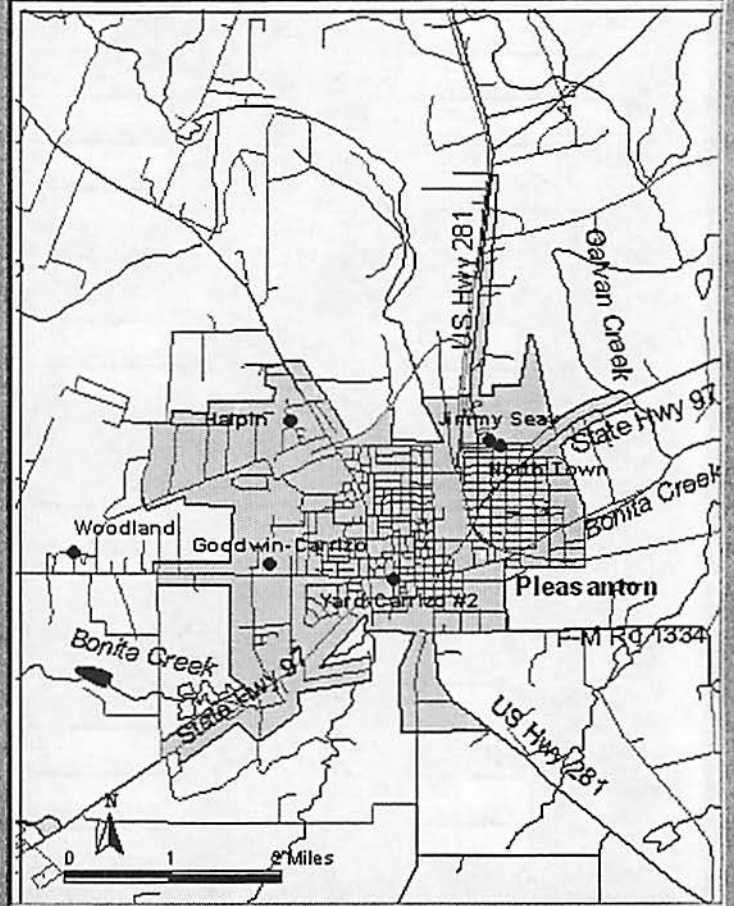 US Hwy 281
Galvan Creek
Halpin
Jimmy Seay
State Hwy 97
North Town
Bonita Creek
Woodland
Goodwin-Carrizo
Pleasanton
Yard-Carrizo #2
F-M Rd 1334
Bonita Creek
State Hwy 97
US Hwy 281
N
0 1 2 Miles